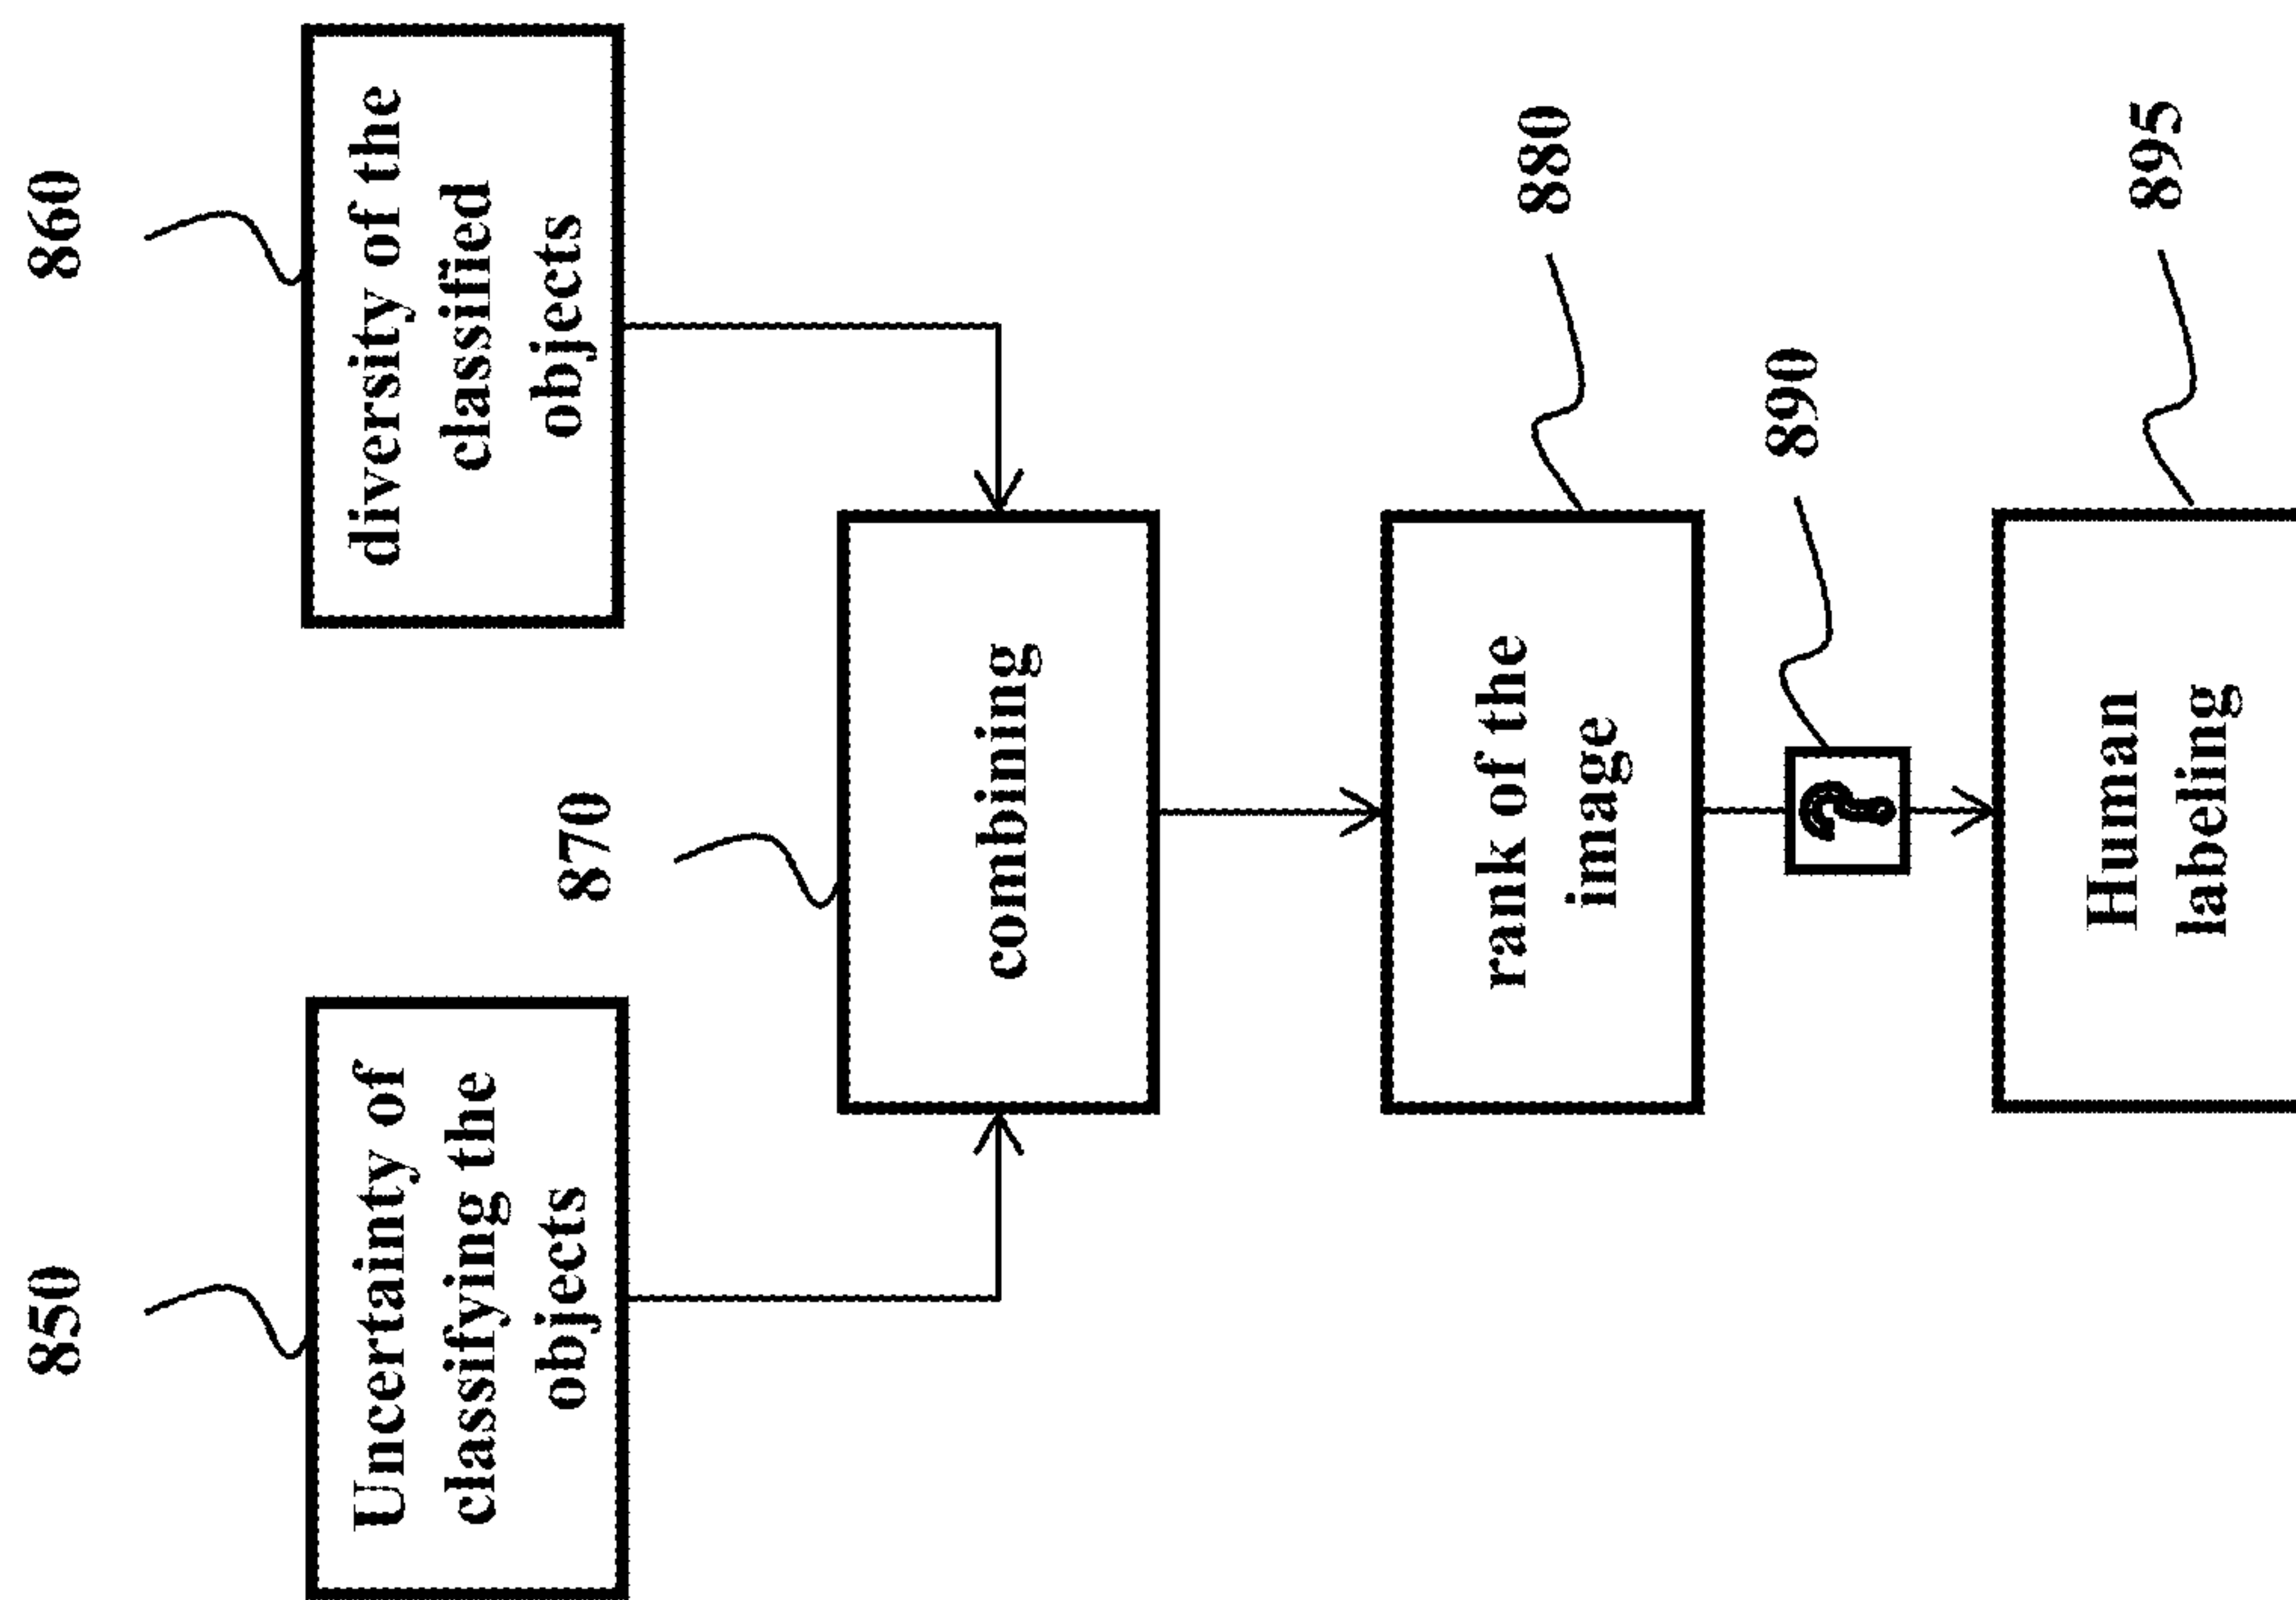 850
860
Uncertainty of
classifying the
objects
diversity of the
classified
objects
870
combining
rank of the
image
880
890
?
Human
labeling
895